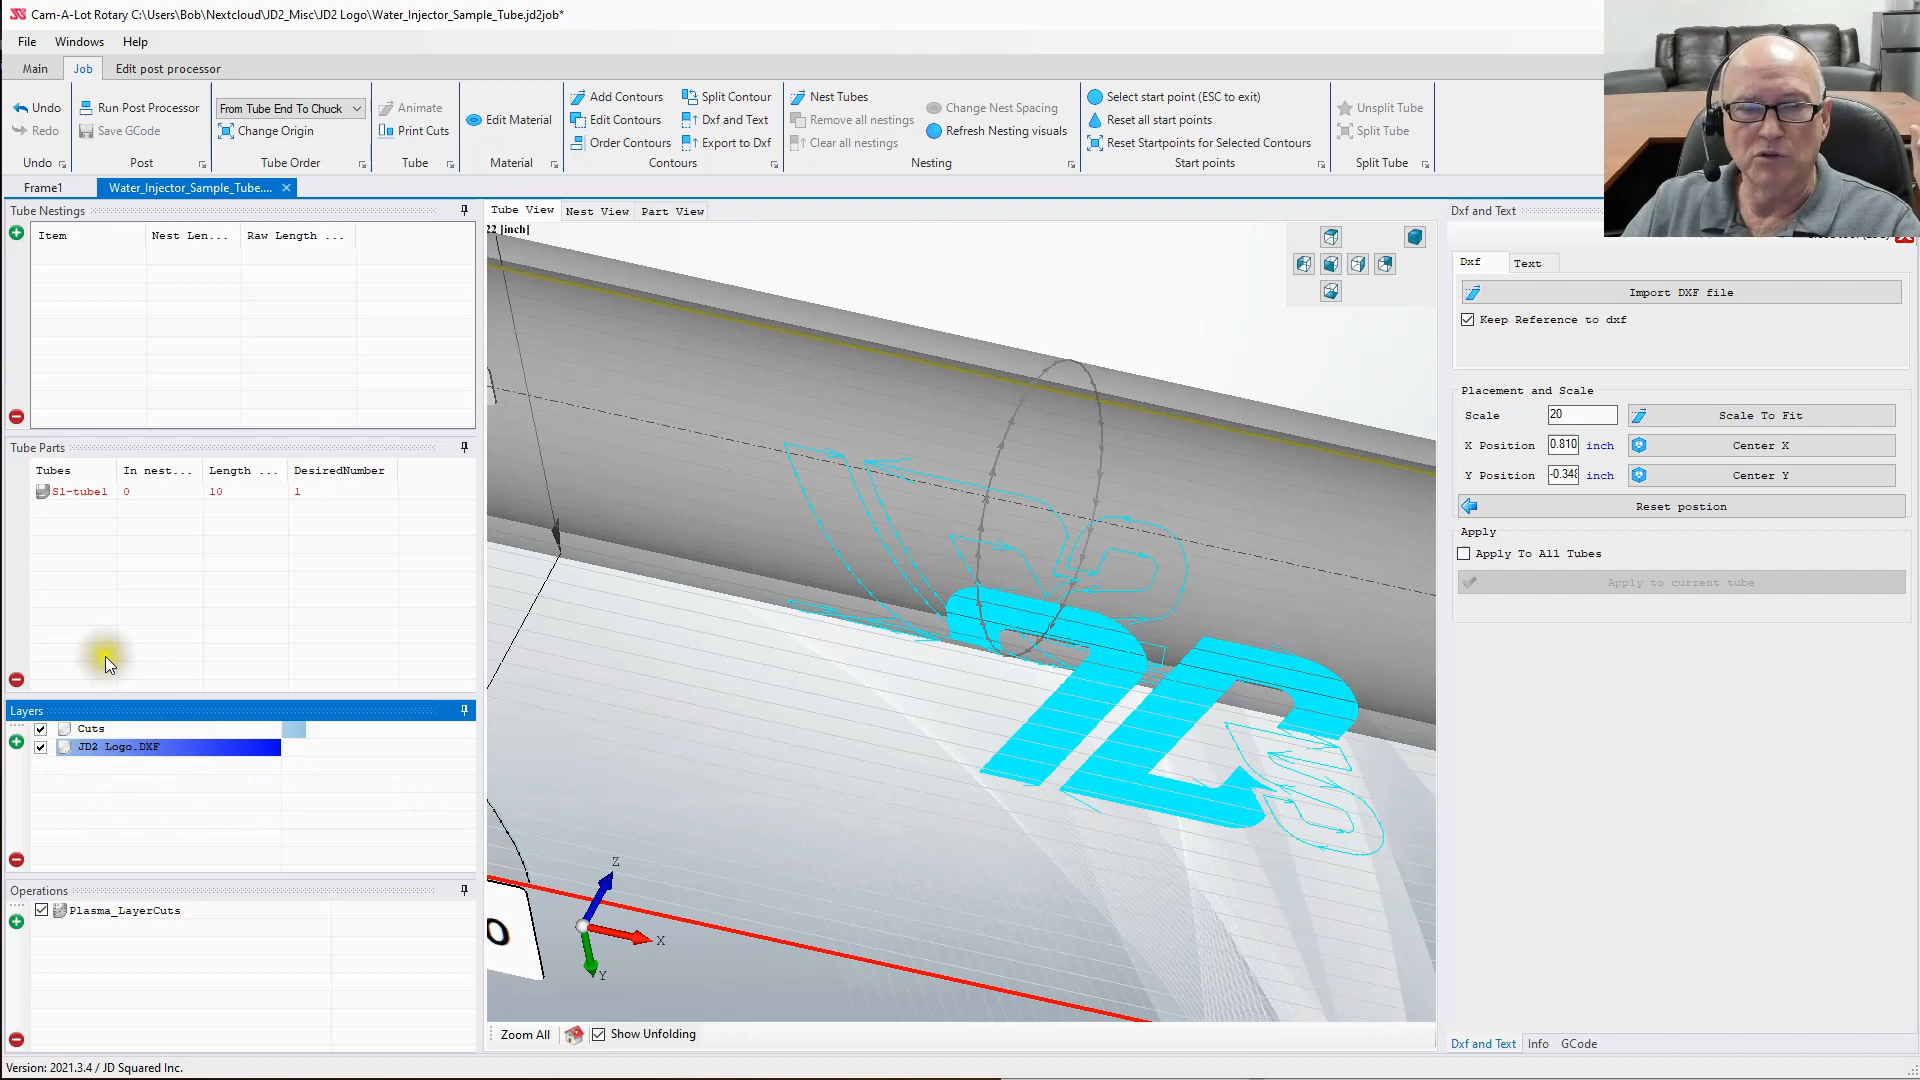 Cam-A-Lot Rotary C:\Users\Bob\Nextcloud\JD2_Misc\JD2 Logo\Water_Injector_Sample_Tube.jd2job*
File Windows Help
Main Job Edit post processor
Undo Run Post Processor From Tube End To Chuck Animate Edit Material Add Contours Split Contour Nest Tubes Change Nest Spacing Select start point (ESC to exit) Unsplit Tube
Redo Save GCode Change Origin Print Cuts Edit Contours Dxf and Text Remove all nestings Refresh Nesting visuals Reset all start points Split Tube
Order Contours Export to Dxf Clear all nestings Reset Startpoints for Selected Contours
Undo Post Tube Order Tube Material Contours Nesting Start points Split Tube
Frame1 Water_Injector_Sample_Tube....
Tube Nestings
Item Nest Len... Raw Length ...
Tube Parts
Tubes In nest... Length ... DesiredNumber
S1-tube1 0 10 1
Layers
Cuts
JD2 Logo.DXF
Operations
Plasma_LayerCuts
Tube View Nest View Part View
22 [inch]
Z
X
Y
Zoom All Show Unfolding
Dxf and Text
Dxf Text
Import DXF file
Keep Reference to dxf
Placement and Scale
Scale 20 Scale To Fit
X Position 0.810 inch Center X
Y Position -0.348 inch Center Y
Reset postion
Apply
Apply To All Tubes
Apply to current tube
Dxf and Text Info GCode
Version: 2021.3.4 / JD Squared Inc.